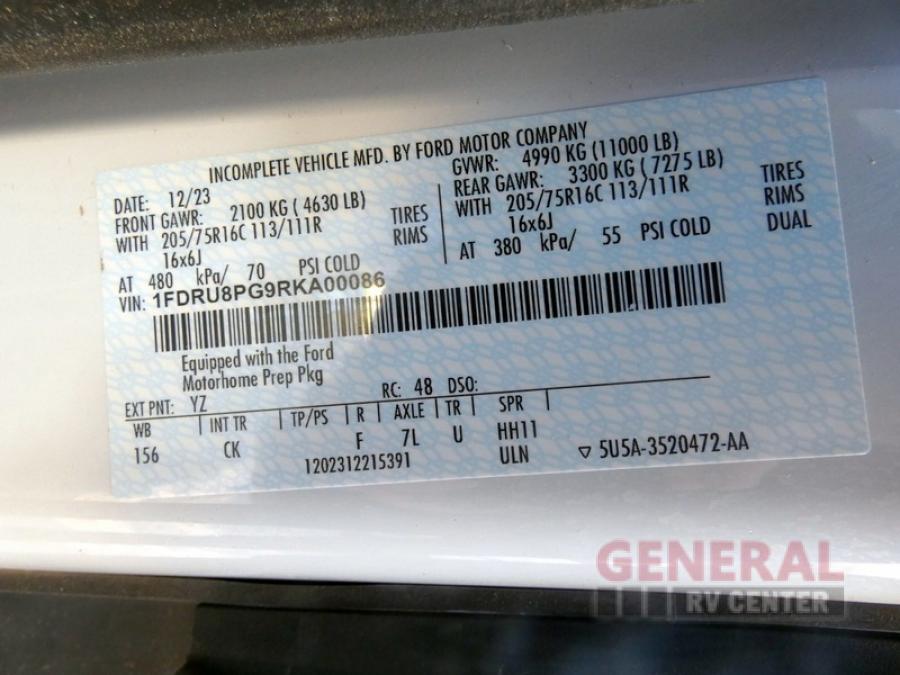 INCOMPLETE VEHICLE MFD. BY FORD MOTOR COMPANY
DATE: 12/23 GVWR: 4990 KG (11000 LB)
FRONT GAWR: 2100 KG ( 4630 LB) REAR GAWR: 3300 KG ( 7275 LB)
WITH 205/75R16C 113/111R TIRES WITH 205/75R16C 113/111R TIRES
16x6J RIMS 16x6J RIMS
AT 480 kPa/ 70 PSI COLD AT 380 kPa/ 55 PSI COLD DUAL
VIN: 1FDRU8PG9RKA00086
Equipped with the Ford
Motorhome Prep Pkg
EXT PNT: YZ RC: 48 DSO:
WB INT TR TP/PS R AXLE TR SPR
156 CK F 7L U HH11
1202312215391 ULN 5U5A-3520472-AA
GENERAL
RV CENTER